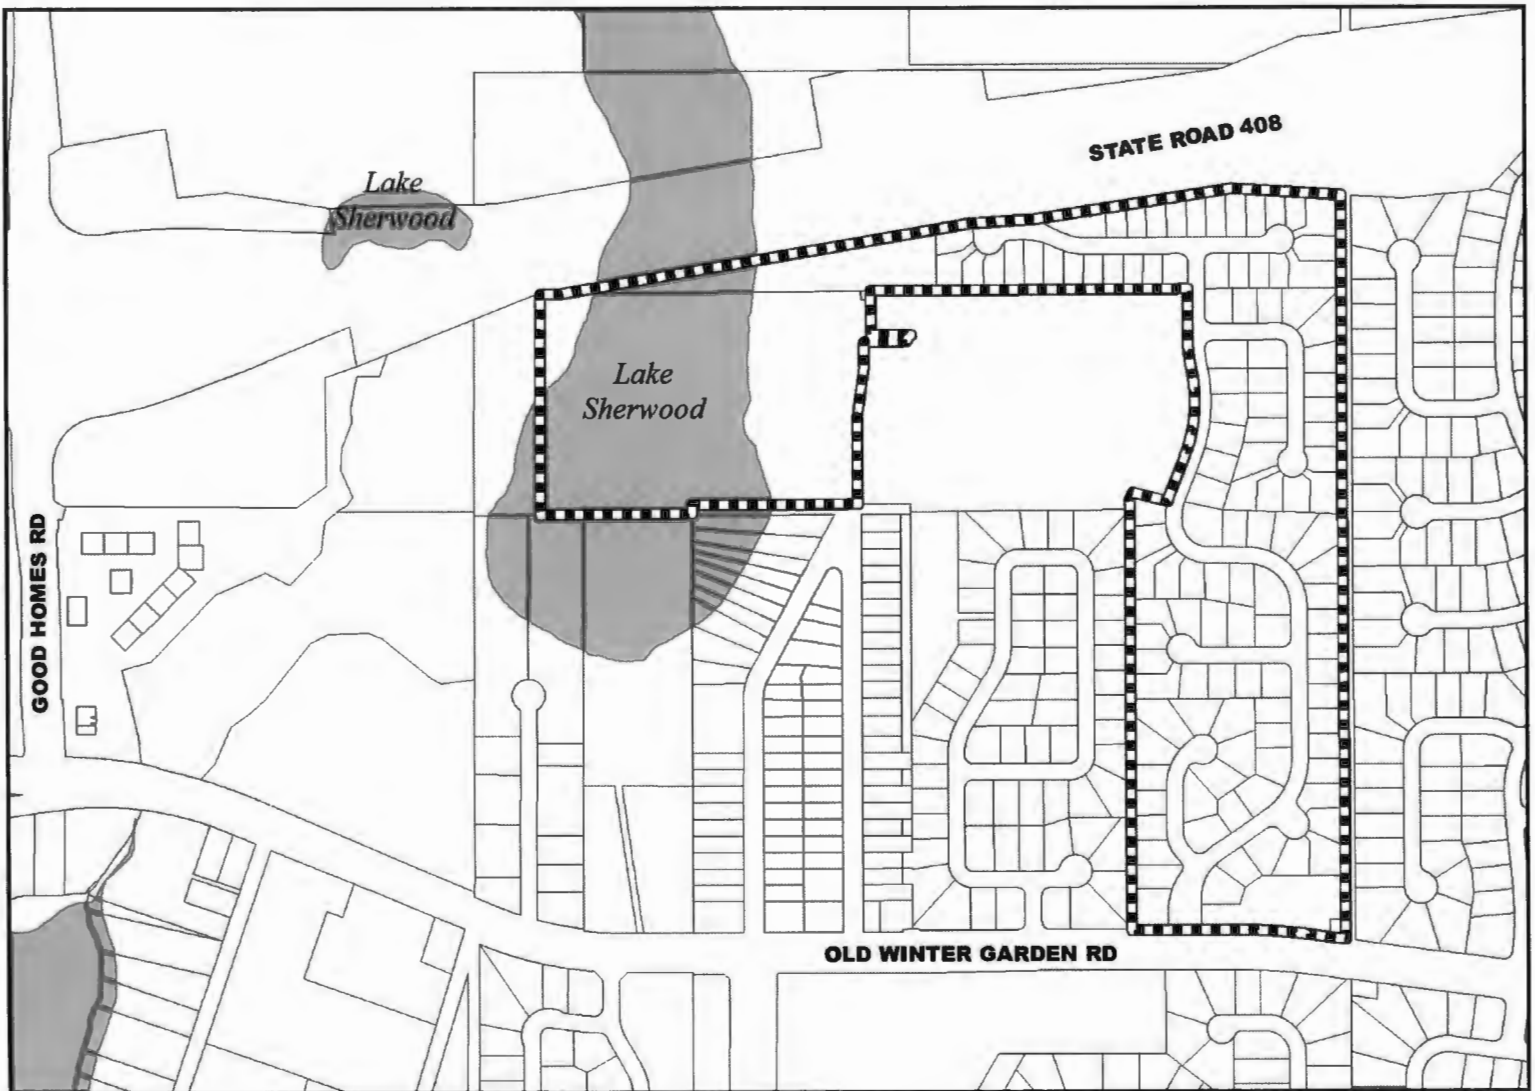 STATE ROAD 408
Lake
Sherwood
Lake
Sherwood
GOOD HOMES RD
OLD WINTER GARDEN RD